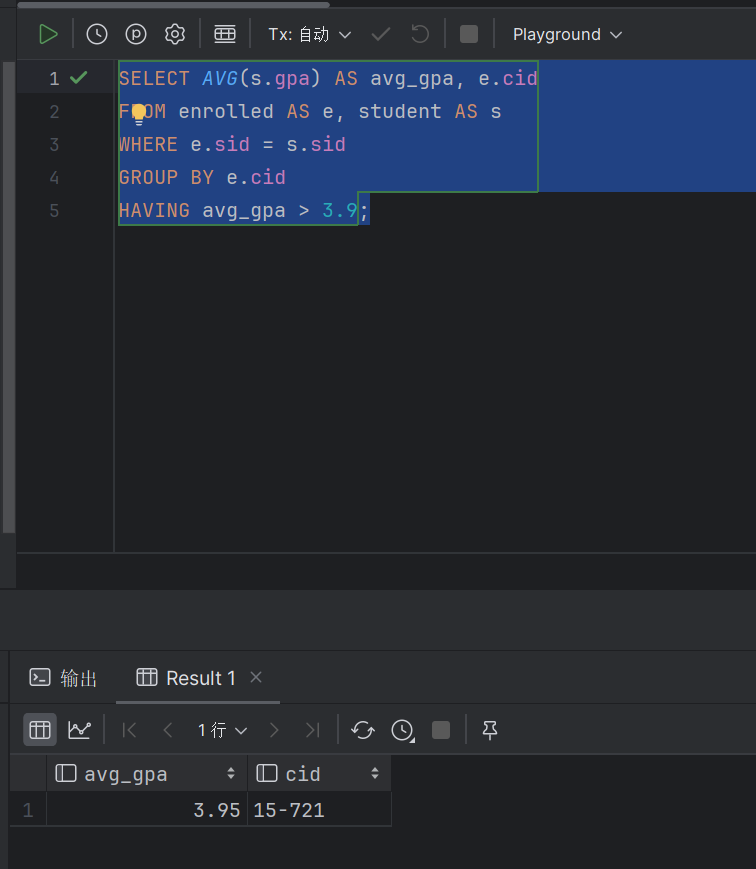 Tx: 自动 Playground
1 SELECT AVG(s.gpa) AS avg_gpa, e.cid
2 FROM enrolled AS e, student AS s
3 WHERE e.sid = s.sid
4 GROUP BY e.cid
5 HAVING avg_gpa > 3.9;
输出 Result 1
1 行
avg_gpa cid
1 3.95 15-721